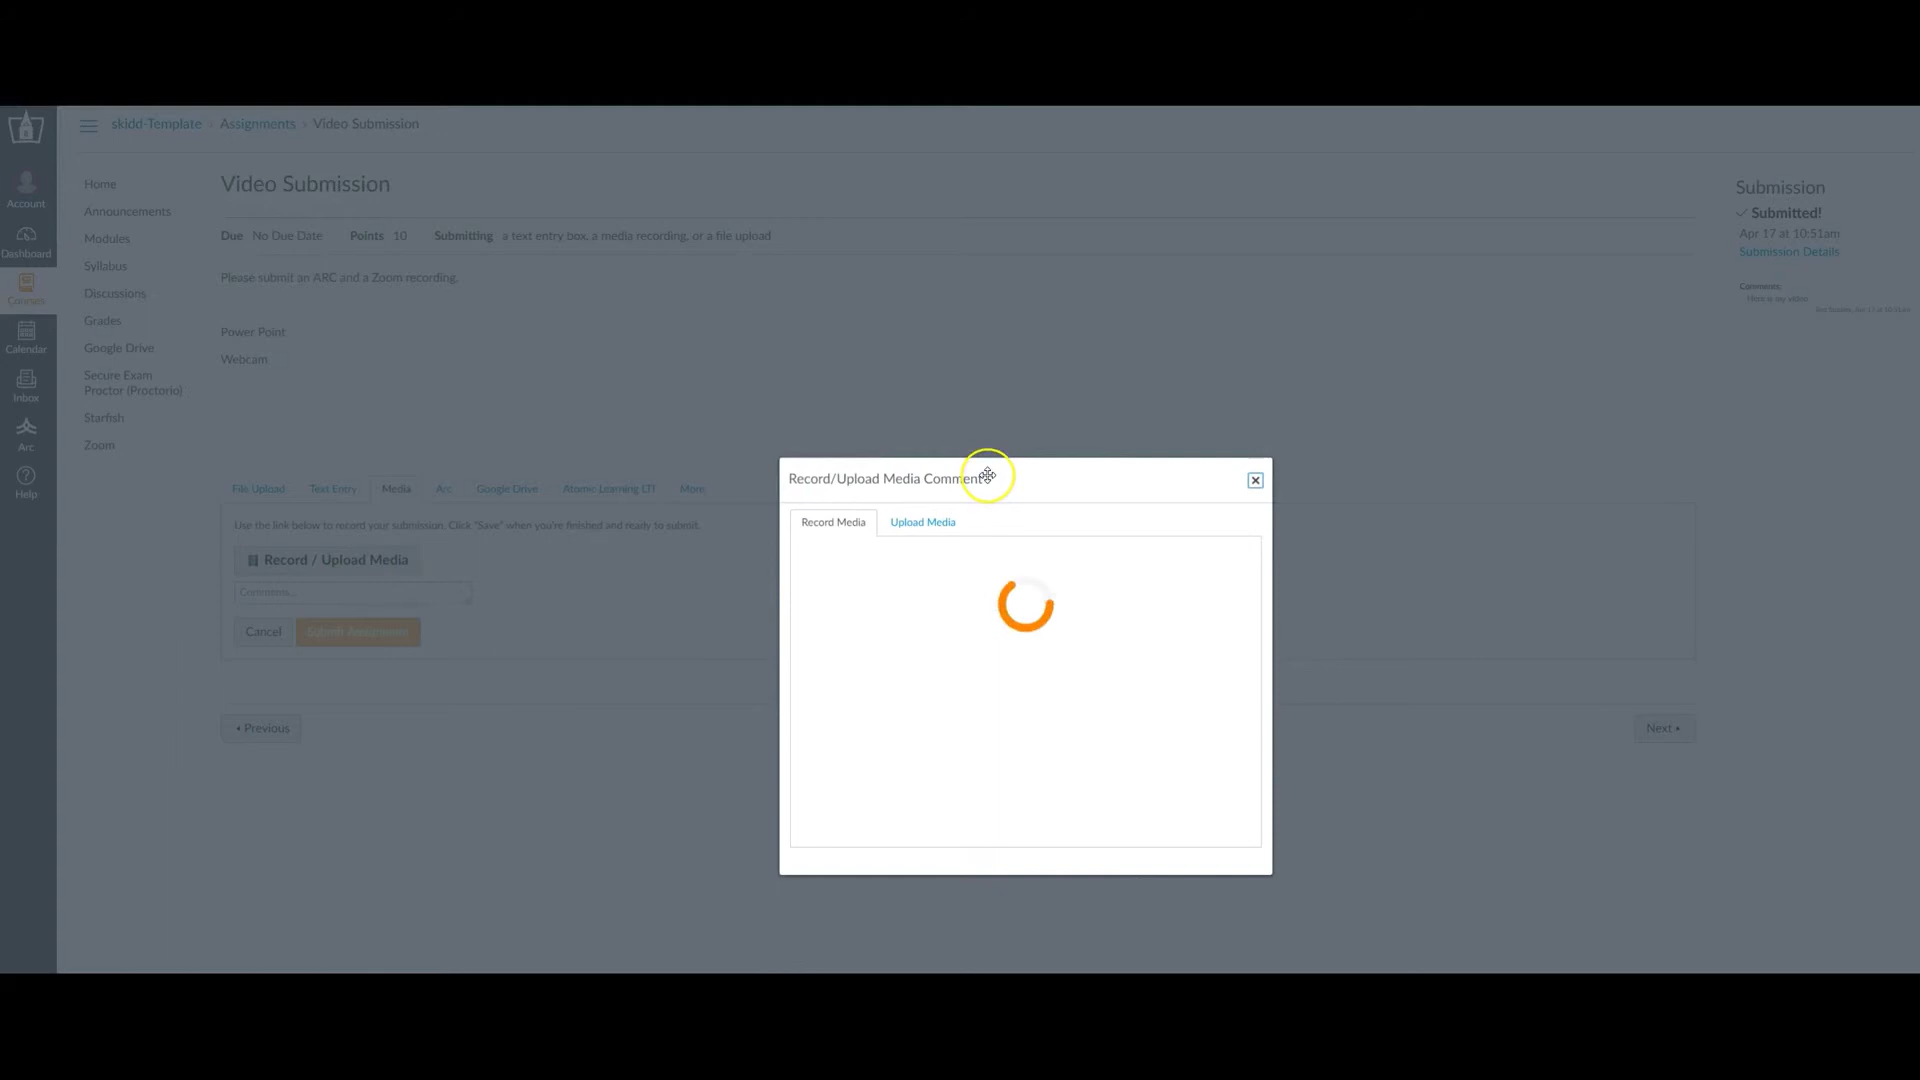 skidd-Template › Assignments › Video Submission
Account
Dashboard
Courses
Calendar
Inbox
Arc
Help
Home
Announcements
Modules
Syllabus
Discussions
Grades
Google Drive
Secure Exam
Proctor (Proctorio)
Starfish
Zoom
Video Submission
Due No Due Date Points 10 Submitting a text entry box, a media recording, or a file upload
Please submit an ARC and a Zoom recording.
Power Point
Webcam
File Upload Text Entry Media Arc Google Drive Atomic Learning LTI More
Use the link below to record your submission. Click "Save" when you're finished and ready to submit.
Record / Upload Media
Comments...
Cancel Submit Assignment
Previous
Next
Record/Upload Media Comment
Record Media Upload Media
Submission
Submitted!
Apr 17 at 10:51am
Submission Details
Comments:
Here is my video